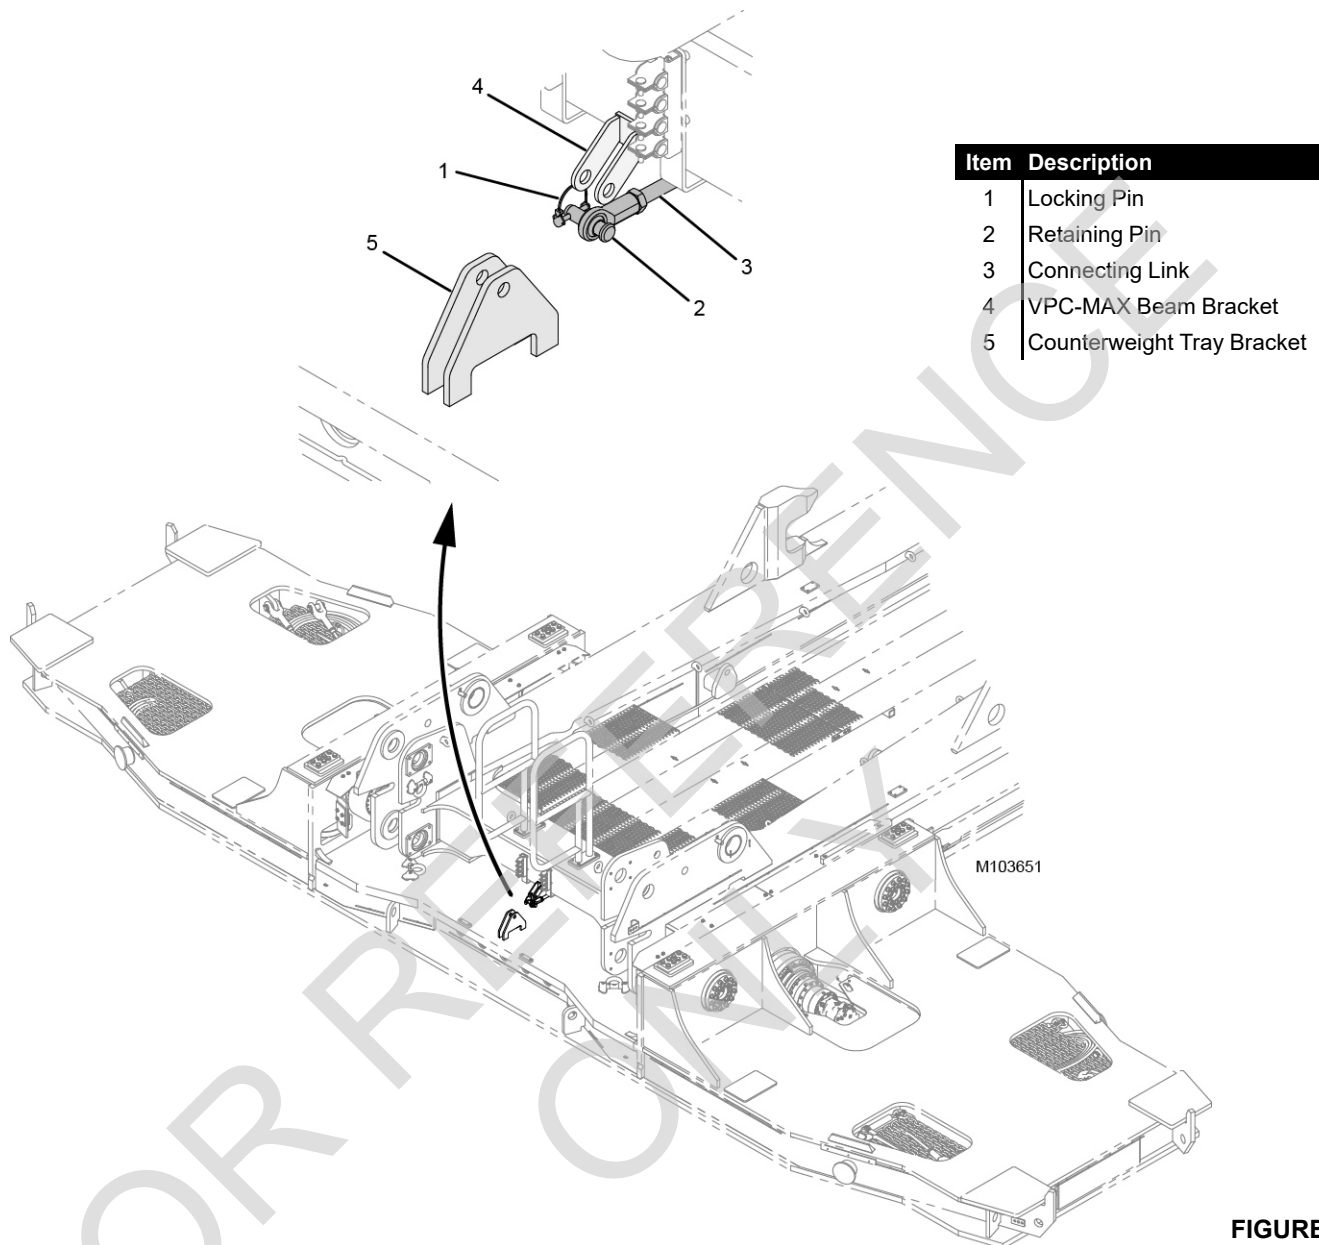 4
1
5
3
2
Item Description
1 Locking Pin
2 Retaining Pin
3 Connecting Link
4 VPC-MAX Beam Bracket
5 Counterweight Tray Bracket
M103651
OR REFERENCE
ONLY
FIGURE